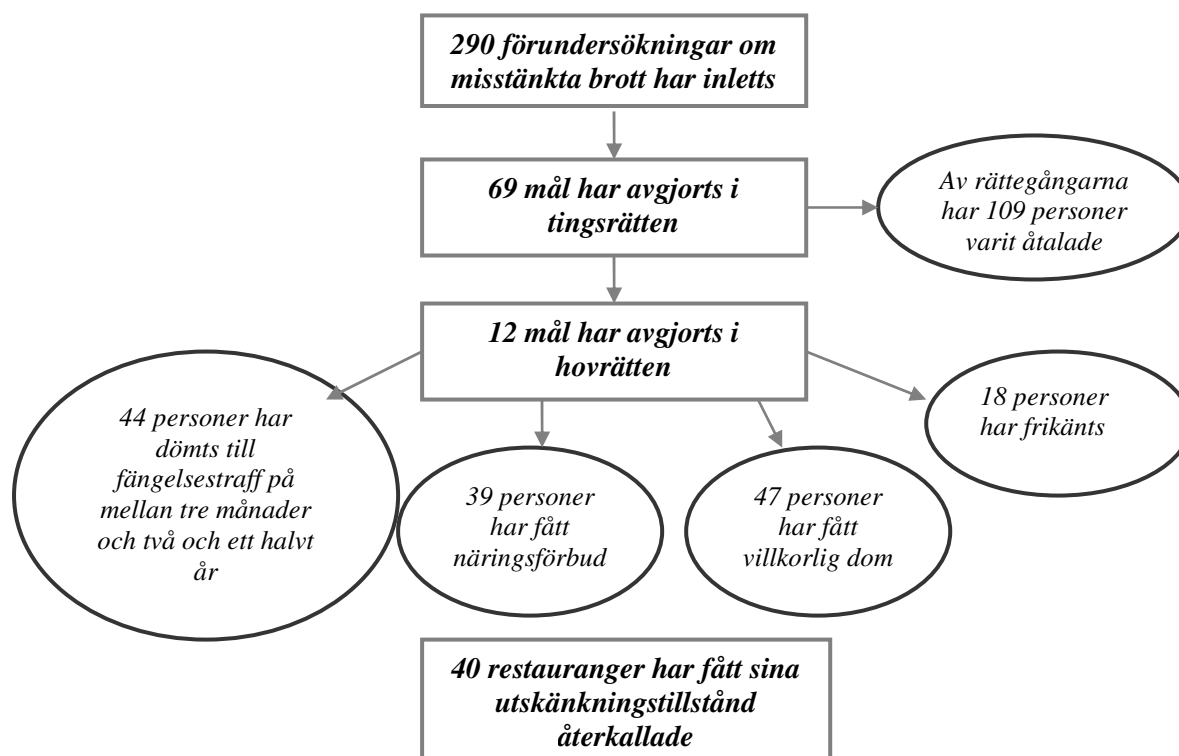 290 förundersökningar om
misstänkta brott har inletts
69 mål har avgjorts i
tingsrätten
Av rättegångarna
har 109 personer
varit åtalade
12 mål har avgjorts i
hovrätten
44 personer har
dömts till
fängelsestraff på
mellan tre månader
och två och ett halvt
år
39 personer
har fått
näringsförbud
47 personer
har fått
villkorlig dom
18 personer
har frikänts
40 restauranger har fått sina
utskänkningstillstånd
återkallade